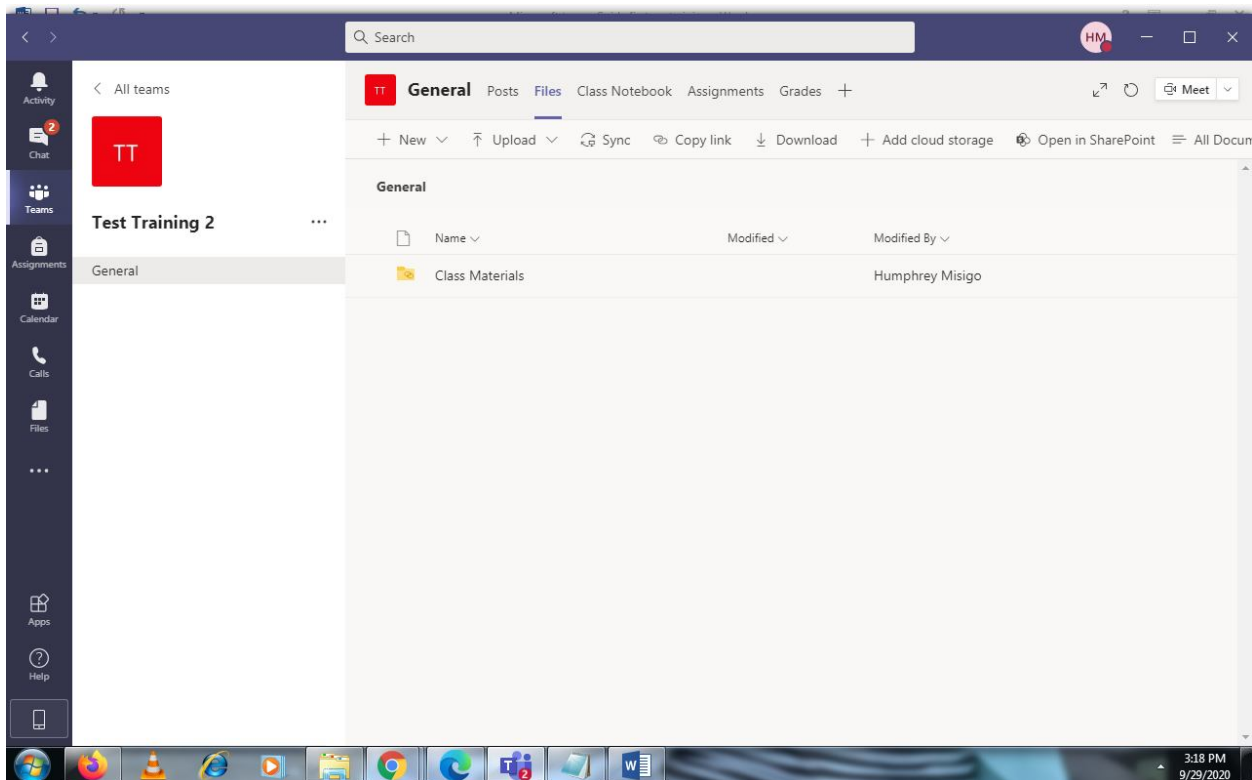 Search
HM
Activity
All teams
TT General Posts Files Class Notebook Assignments Grades
Meet
2
Chat
TT
New Upload Sync Copy link Download Add cloud storage Open in SharePoint All Docum
Teams
General
Test Training 2
Name Modified Modified By
Assignments
General
Class Materials Humphrey Misigo
Calendar
Calls
Files
Apps
Help
2
3:18 PM
9/29/2020